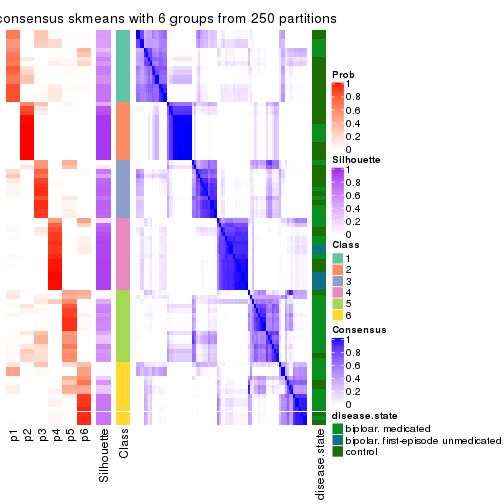 consensus skmeans with 6 groups from 250 partitions
Prob
1
0.8
0.6
0.4
0.2
0
Silhouette
1
0.8
0.6
0.4
0.2
0
Class
1
2
3
4
5
6
Consensus
1
0.8
0.6
0.4
0.2
0
disease.state
biploar. medicated
bipolar. first-episode unmedicated
control
p1
p2
p3
p4
p5
p6
Silhouette
Class
disease.state